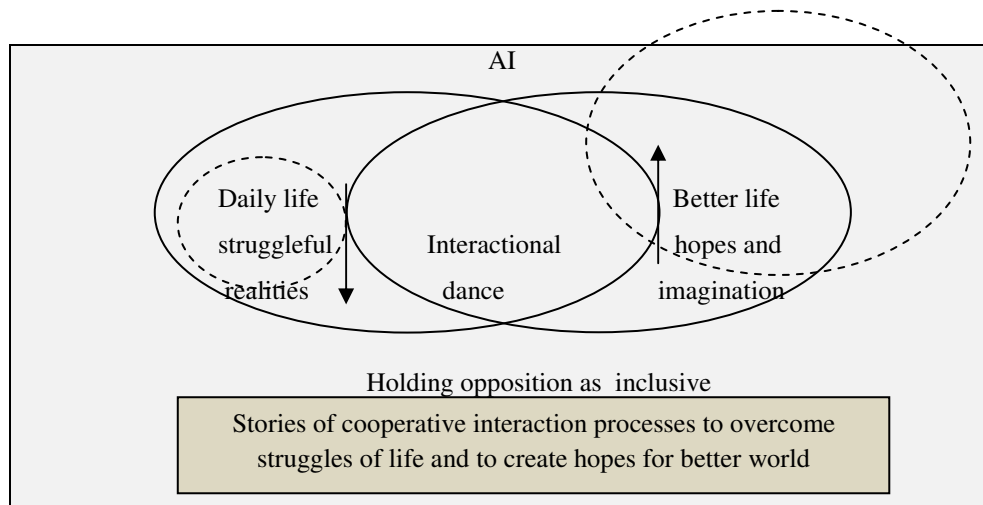 AI
Daily life
struggleful
realities
Interactional
dance
Better life
hopes and
imagination
Holding opposition as inclusive
Stories of cooperative interaction processes to overcome
struggles of life and to create hopes for better world